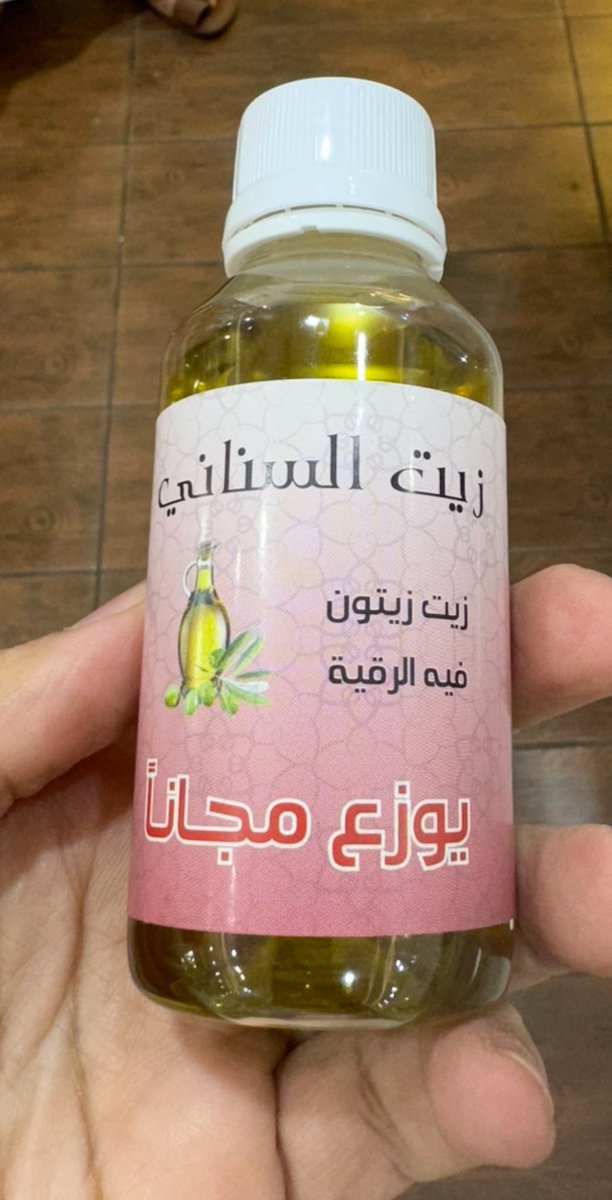 زيت السناني
زيت زيتون
فيه الرقية
يوزع مجاناً